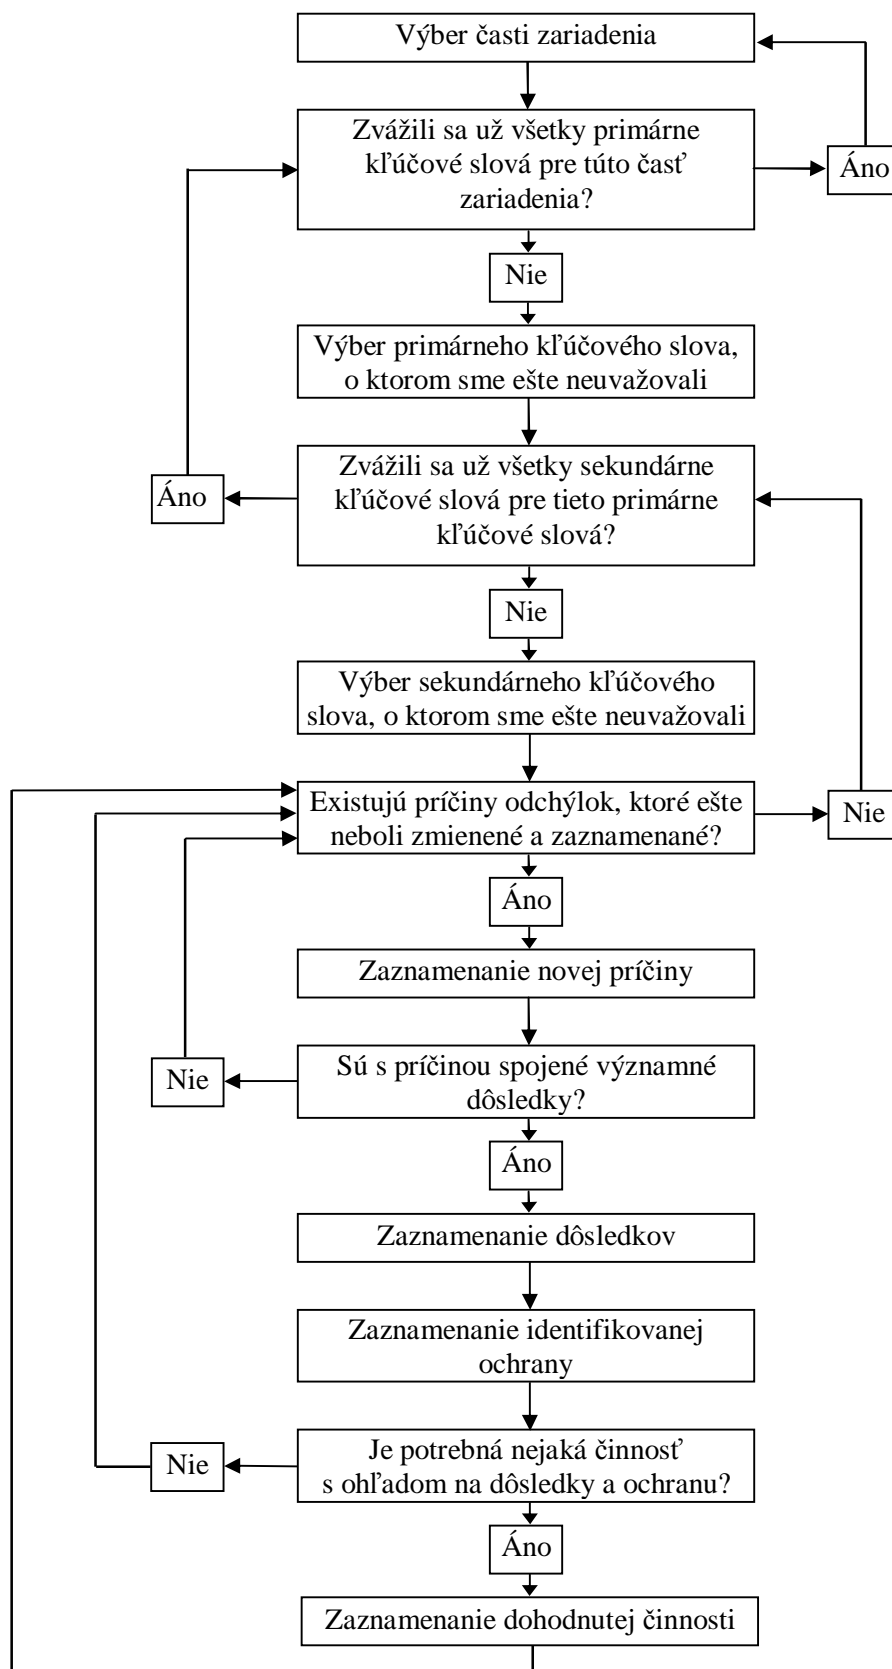 Výber časti zariadenia
Zvážili sa už všetky primárne
kľúčové slová pre túto časť
zariadenia?
Áno
Nie
Výber primárneho kľúčového slova,
o ktorom sme ešte neuvažovali
Zvážili sa už všetky sekundárne
kľúčové slová pre tieto primárne
kľúčové slová?
Áno
Nie
Výber sekundárneho kľúčového
slova, o ktorom sme ešte neuvažovali
Existujú príčiny odchýlok, ktoré ešte
neboli zmienené a zaznamenané?
Nie
Áno
Zaznamenanie novej príčiny
Sú s príčinou spojené významné
dôsledky?
Nie
Áno
Zaznamenanie dôsledkov
Zaznamenanie identifikovanej
ochrany
Je potrebná nejaká činnosť
s ohľadom na dôsledky a ochranu?
Nie
Áno
Zaznamenanie dohodnutej činnosti